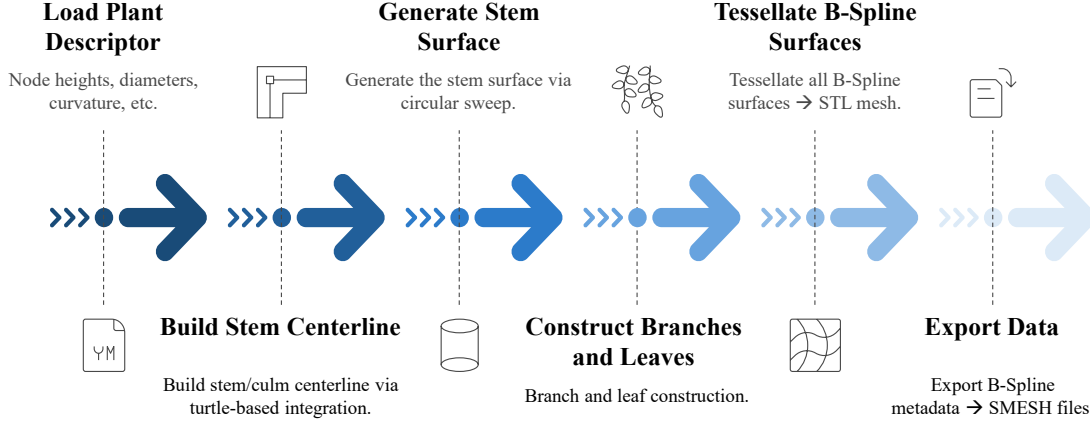 Load Plant
Descriptor
Node heights, diameters,
curvature, etc.
Generate Stem
Surface
Generate the stem surface via
circular sweep.
Tessellate B-Spline
Surfaces
Tessellate all B-Spline
surfaces → STL mesh.
YM
Build Stem Centerline
Build stem/culm centerline via
turtle-based integration.
Construct Branches
and Leaves
Branch and leaf construction.
Export Data
Export B-Spline
metadata → SMESH files